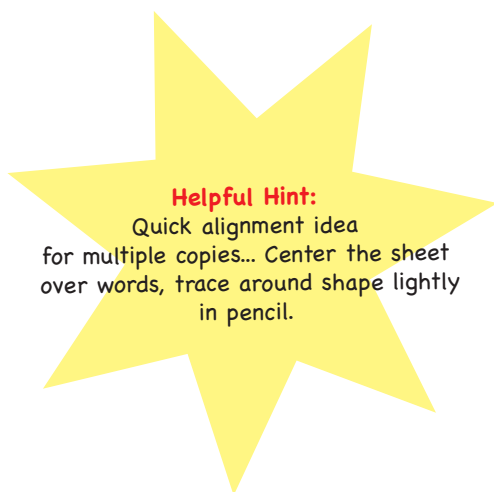 Helpful Hint:
Quick alignment idea
for multiple copies... Center the sheet
over words, trace around shape lightly
in pencil.